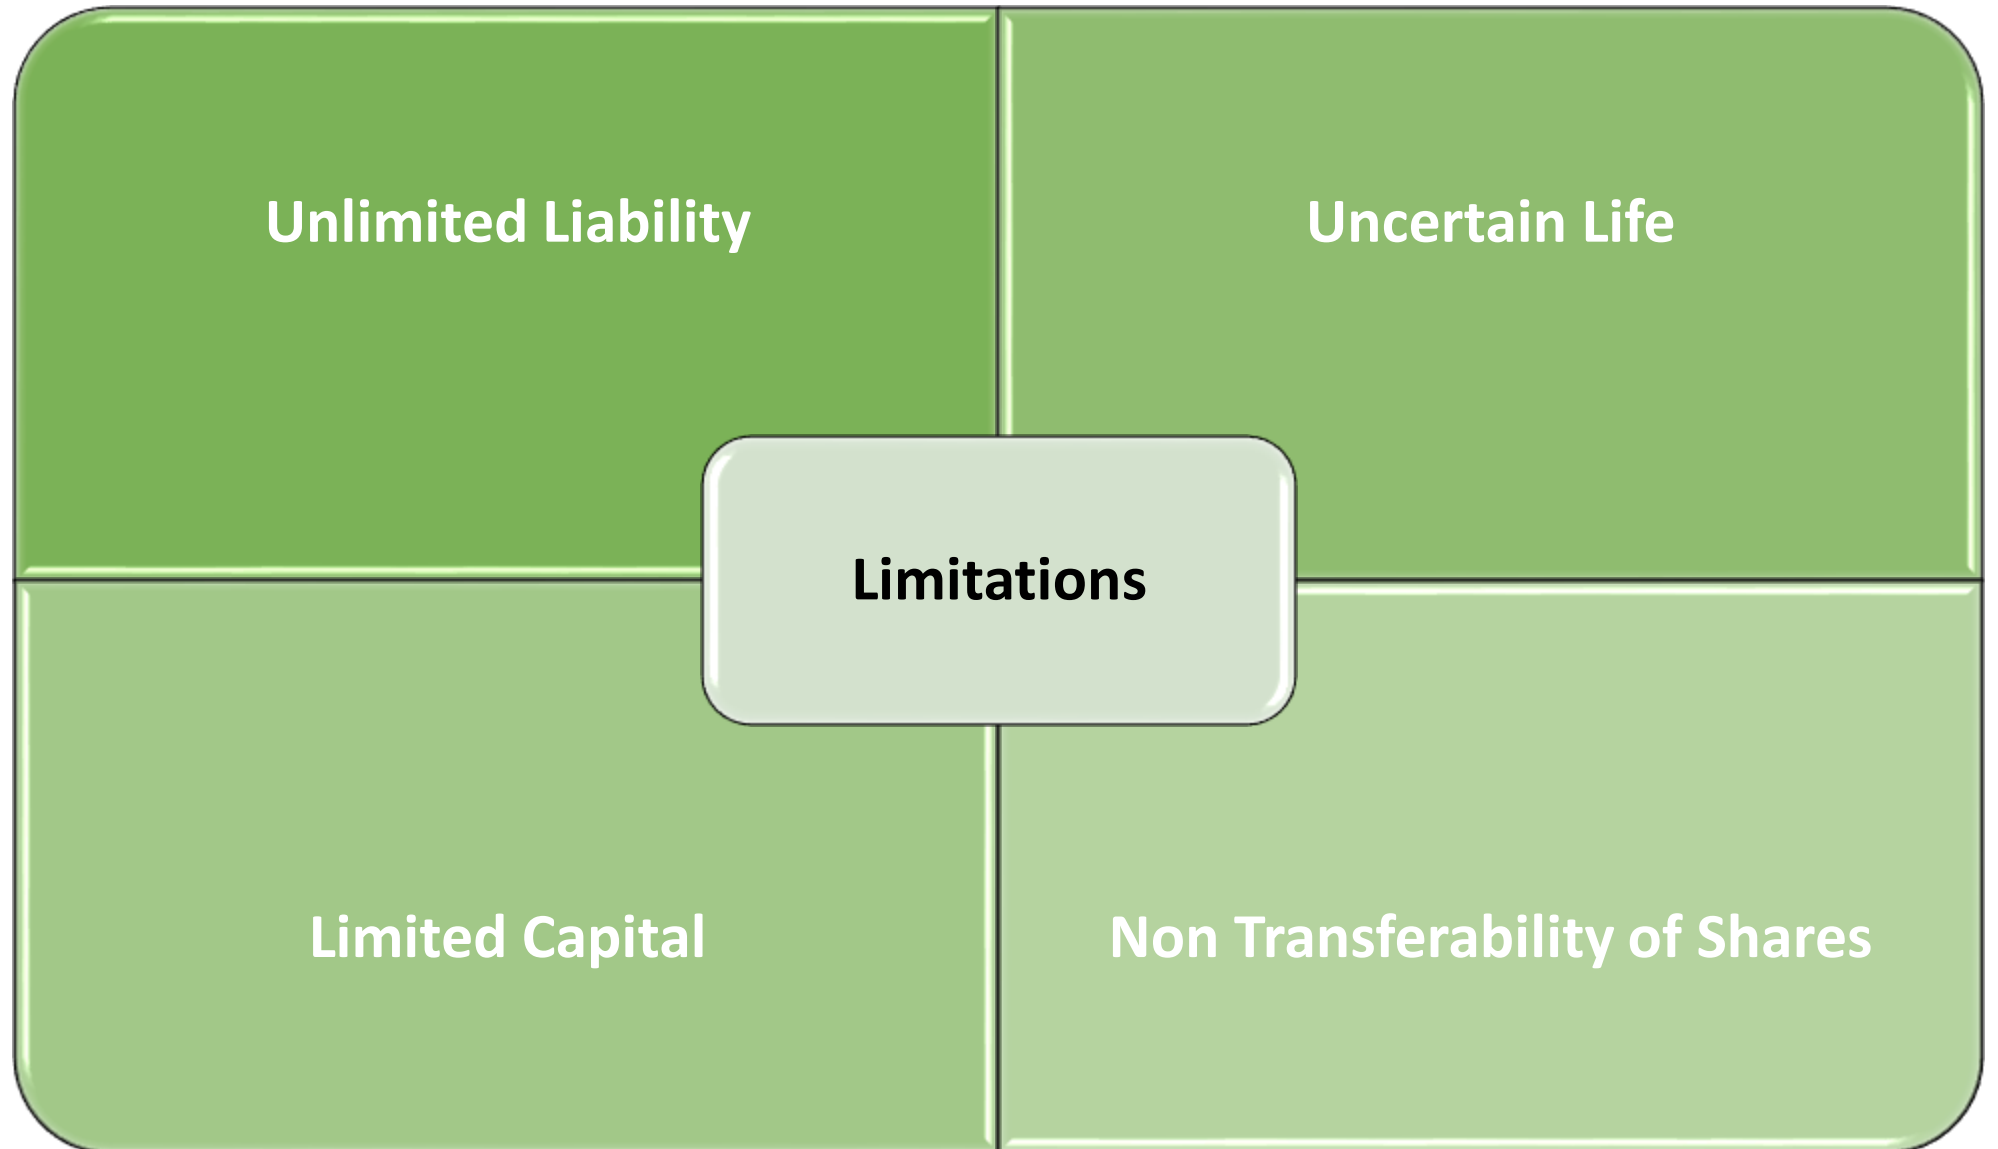 Unlimited Liability
Uncertain Life
Limitations
Limited Capital
Non Transferability of Shares